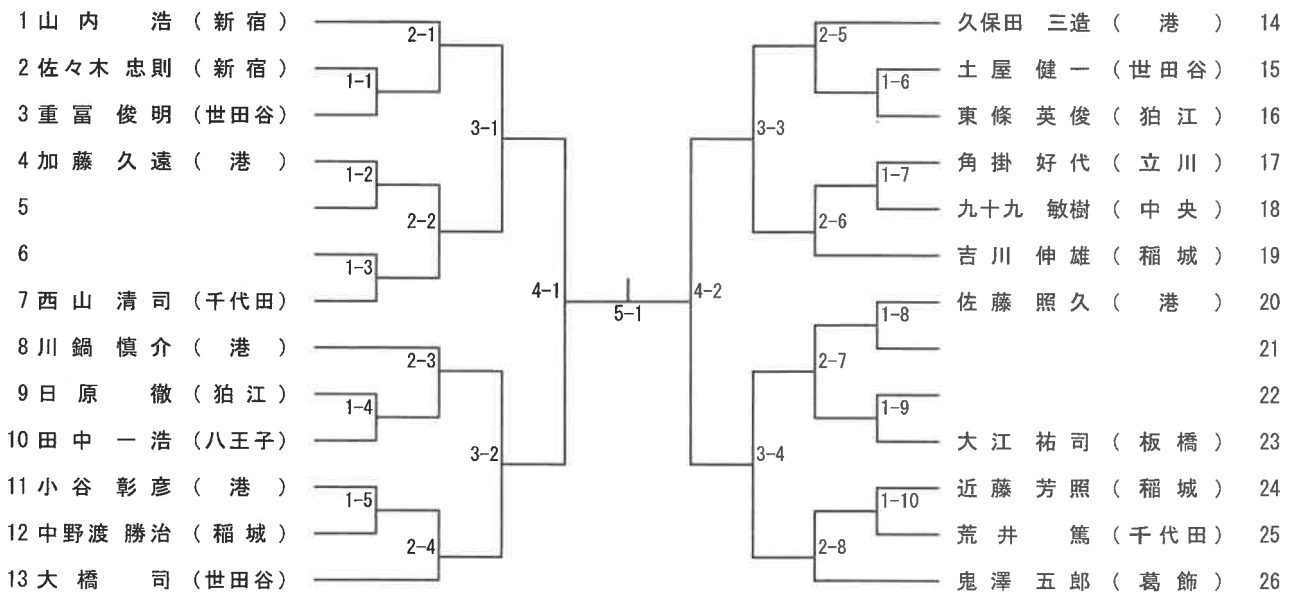 1 山内 浩 (新宿)
2 佐々木 忠則 (新宿)
3 重冨 俊明 (世田谷)
4 加藤 久遠 (港)
5
6
7 西山 清司 (千代田)
8 川鍋 慎介 (港)
9 日原 徹 (狛江)
10 田中 一浩 (八王子)
11 小谷 彰彦 (港)
12 中野渡 勝治 (稲城)
13 大橋 司 (世田谷)
2-1
1-1
3-1
1-2
2-2
1-3
4-1
2-3
1-4
3-2
1-5
2-4
5-1
2-5
1-6
3-3
1-7
2-6
4-2
1-8
2-7
1-9
3-4
1-10
2-8
久保田 三造 (港) 14
土屋 健一 (世田谷) 15
東條 英俊 (狛江) 16
角掛 好代 (立川) 17
九十九 敏樹 (中央) 18
吉川 伸雄 (稲城) 19
佐藤 照久 (港) 20
21
22
大江 祐司 (板橋) 23
近藤 芳照 (稲城) 24
荒井 篤 (千代田) 25
鬼澤 五郎 (葛飾) 26